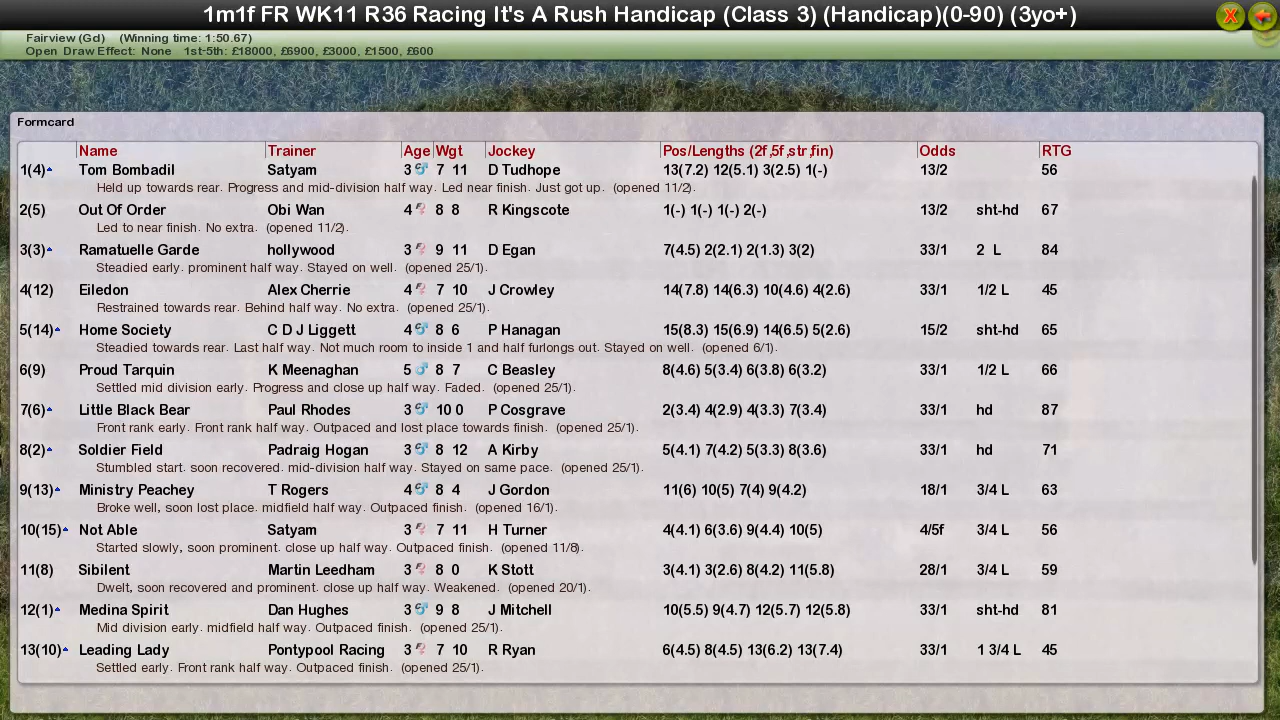 1m1f FR WK11 R36 Racing It's A Rush Handicap (Class 3) (Handicap)(0-90) (3yo+)
X
Fairview (Gd) (Winning time: 1:50.67)
Open Draw Effect: None 1st-5th: £18000, £6900, £3000, £1500, £600
Formcard
Name Trainer Age Wgt Jockey Pos/Lengths (2f,5f,str,fin) Odds RTG
1(4) Tom Bombadil Satyam 3 7 11 D Tudhope 13(7.2) 12(5.1) 3(2.5) 1(-) 13/2 56
Held up towards rear. Progress and mid-division half way. Led near finish. Just got up. (opened 11/2).
2(5) Out Of Order Obi Wan 4 8 8 R Kingscote 1(-) 1(-) 1(-) 2(-) 13/2 sht-hd 67
Led to near finish. No extra. (opened 11/2).
3(3) Ramatuelle Garde hollywood 3 9 11 D Egan 7(4.5) 2(2.1) 2(1.3) 3(2) 33/1 2 L 84
Steadied early. prominent half way. Stayed on well. (opened 25/1).
4(12) Eiledon Alex Cherrie 4 7 10 J Crowley 14(7.8) 14(6.3) 10(4.6) 4(2.6) 33/1 1/2 L 45
Restrained towards rear. Behind half way. No extra. (opened 25/1).
5(14) Home Society C D J Liggett 4 8 6 P Hanagan 15(8.3) 15(6.9) 14(6.5) 5(2.6) 15/2 sht-hd 65
Steadied towards rear. Last half way. Not much room to inside 1 and half furlongs out. Stayed on well. (opened 6/1).
6(9) Proud Tarquin K Meenaghan 5 8 7 C Beasley 8(4.6) 5(3.4) 6(3.8) 6(3.2) 33/1 1/2 L 66
Settled mid division early. Progress and close up half way. Faded. (opened 25/1).
7(6) Little Black Bear Paul Rhodes 3 10 0 P Cosgrave 2(3.4) 4(2.9) 4(3.3) 7(3.4) 33/1 hd 87
Front rank early. Front rank half way. Outpaced and lost place towards finish. (opened 25/1).
8(2) Soldier Field Padraig Hogan 3 8 12 A Kirby 5(4.1) 7(4.2) 5(3.3) 8(3.6) 33/1 hd 71
Stumbled start. soon recovered. mid-division half way. Stayed on same pace. (opened 25/1).
9(13) Ministry Peachey T Rogers 4 8 4 J Gordon 11(6) 10(5) 7(4) 9(4.2) 18/1 3/4 L 63
Broke well, soon lost place. midfield half way. Outpaced finish. (opened 16/1).
10(15) Not Able Satyam 3 7 11 H Turner 4(4.1) 6(3.6) 9(4.4) 10(5) 4/5f 3/4 L 56
Started slowly, soon prominent. close up half way. Outpaced finish. (opened 11/8).
11(8) Sibilent Martin Leedham 3 8 0 K Stott 3(4.1) 3(2.6) 8(4.2) 11(5.8) 28/1 3/4 L 59
Dwelt, soon recovered and prominent. close up half way. Weakened. (opened 20/1).
12(1) Medina Spirit Dan Hughes 3 9 8 J Mitchell 10(5.5) 9(4.7) 12(5.7) 12(5.8) 33/1 sht-hd 81
Mid division early. midfield half way. Outpaced finish. (opened 25/1).
13(10) Leading Lady Pontypool Racing 3 7 10 R Ryan 6(4.5) 8(4.5) 13(6.2) 13(7.4) 33/1 1 3/4 L 45
Settled early. Front rank half way. Outpaced finish. (opened 25/1).